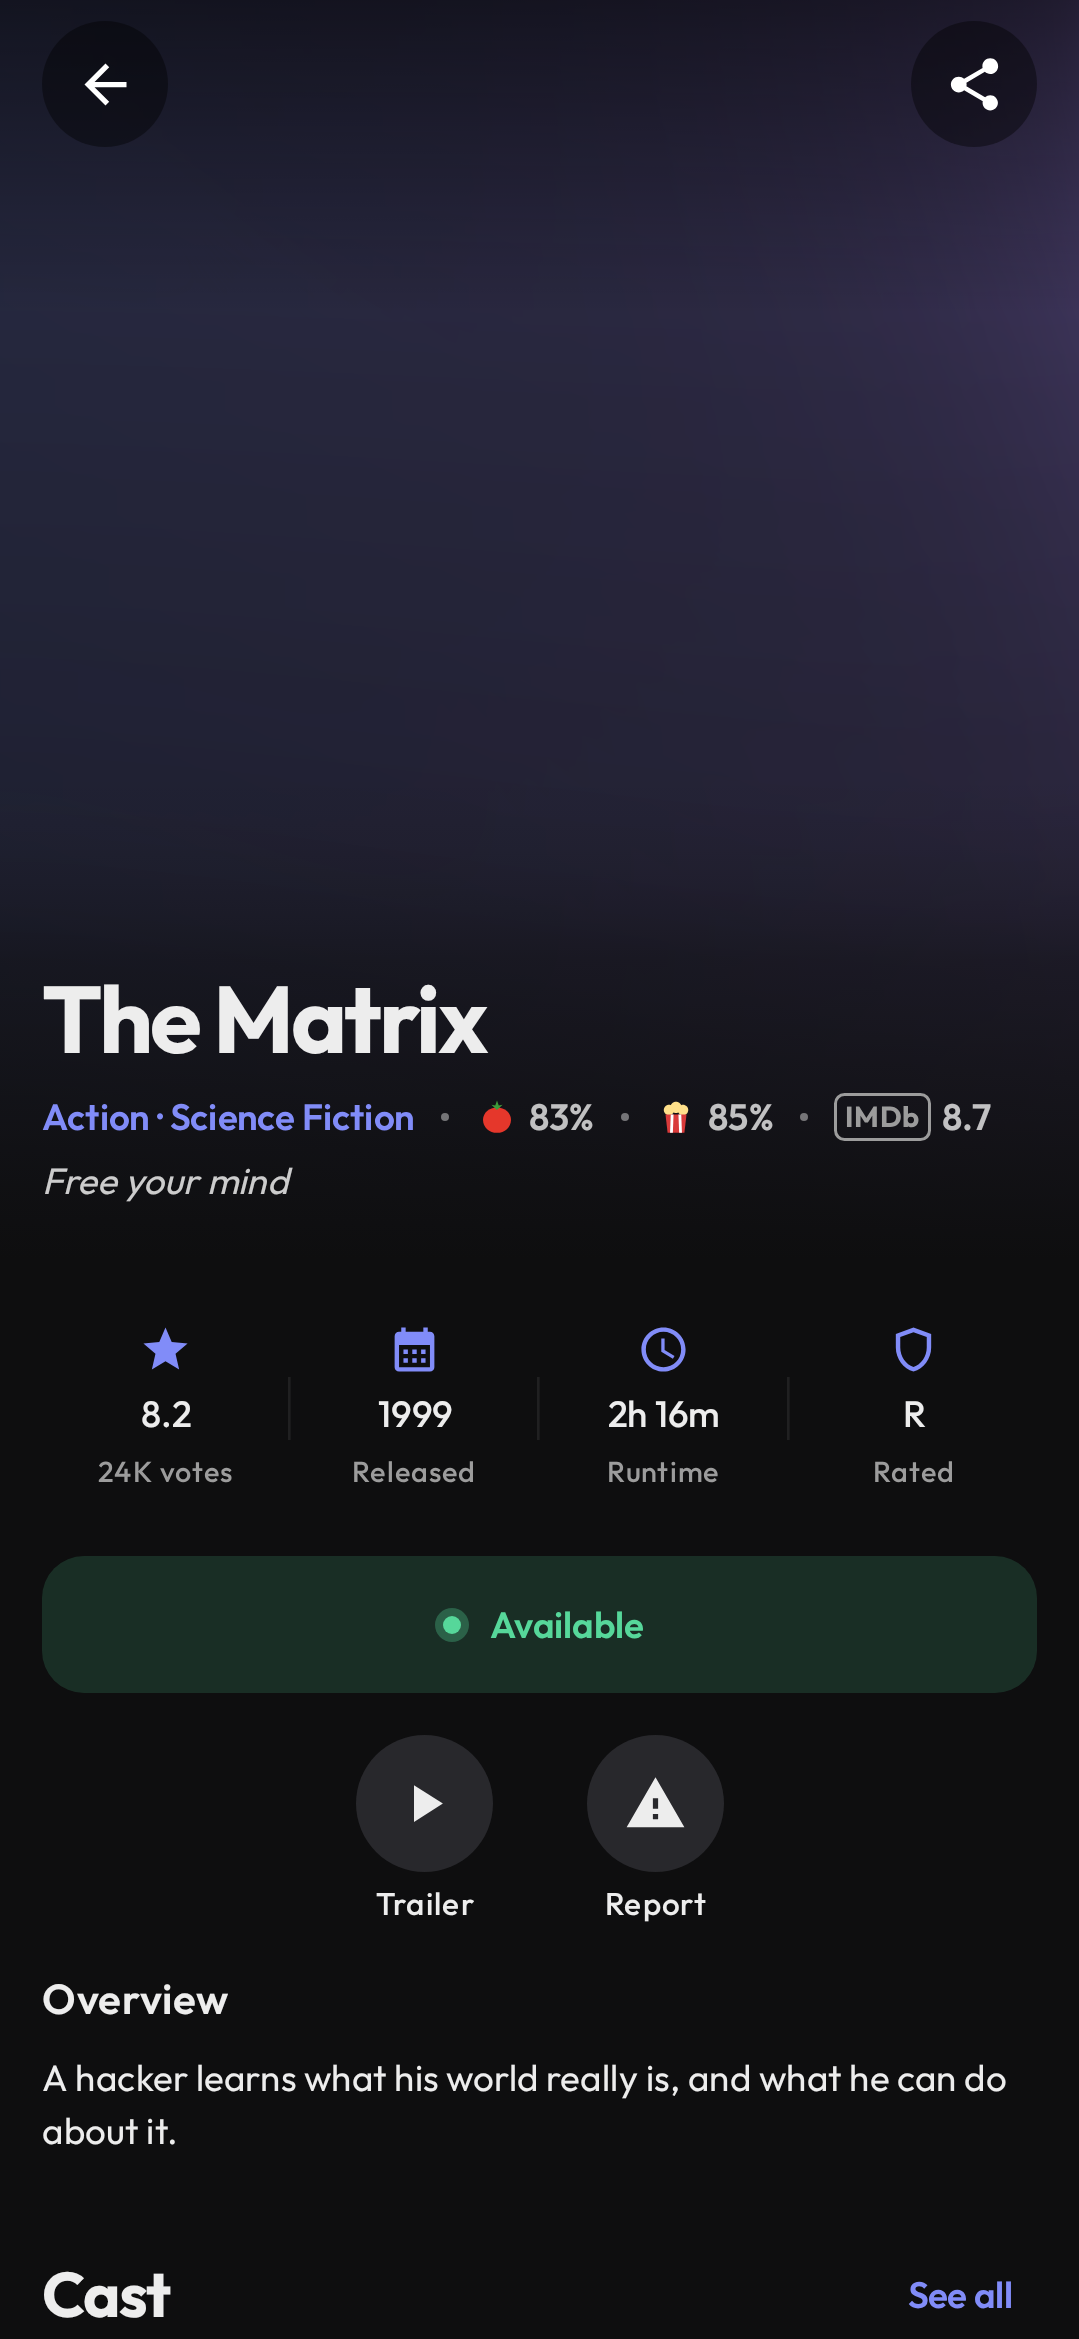 The Matrix
Action · Science Fiction • 83% • 85% • IMDb 8.7
Free your mind
8.2 1999 2h 16m R
24K votes Released Runtime Rated
Available
Trailer Report
Overview
A hacker learns what his world really is, and what he can do
about it.
Cast See all